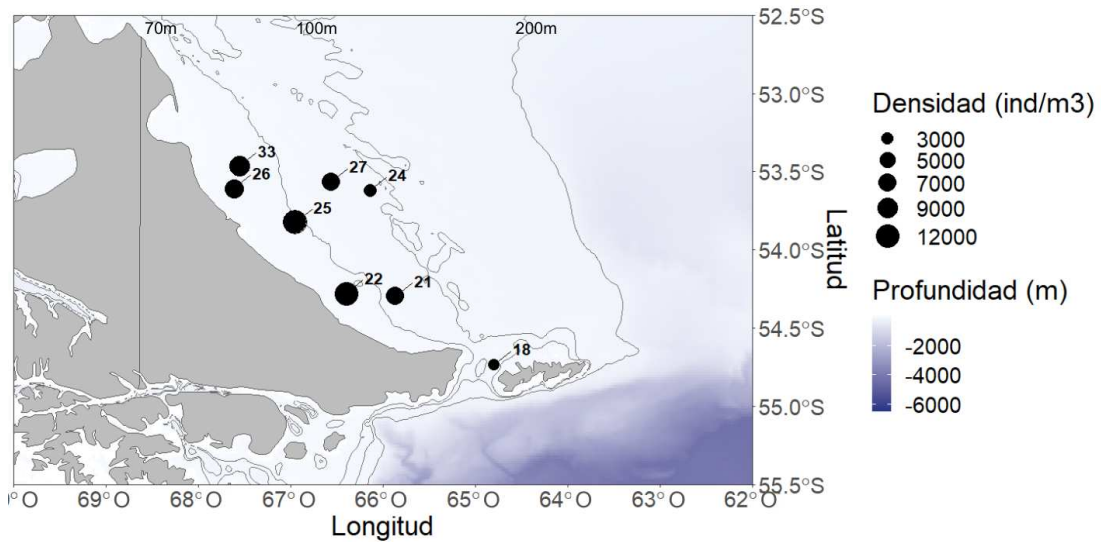 70m 100m 200m
52.5°S
53.0°S
53.5°S
54.0°S
54.5°S
55.0°S
55.5°S
Latitud
33
26
27
24
25
22
21
18
O 69°O 68°O 67°O 66°O 65°O 64°O 63°O 62°O
Longitud
Densidad (ind/m3)
3000
5000
7000
9000
12000
Profundidad (m)
-2000
-4000
-6000